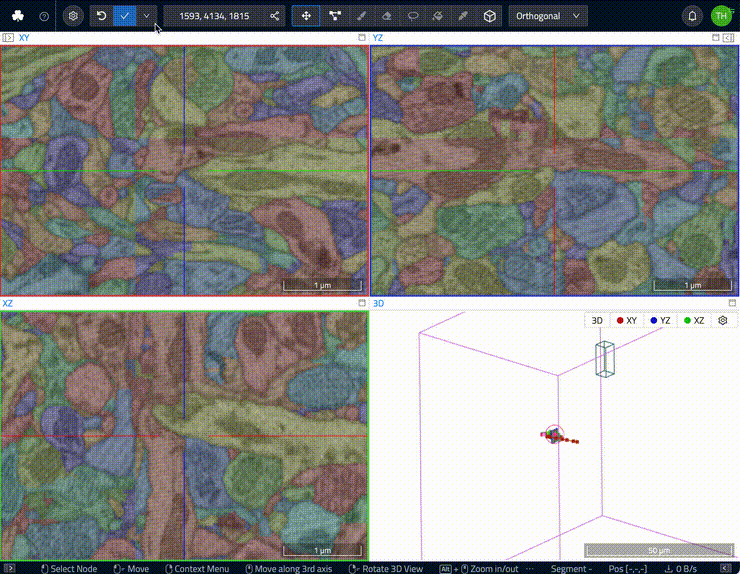 1593, 4134, 1815
Orthogonal
TH
XY
YZ
1 µm
1 µm
XZ
3D
3D XY YZ XZ
1 µm
50 µm
Select Node Move Context Menu Move along 3rd axis Rotate 3D View Alt + Zoom in/out ... Segment - Pos [-,-,-] 0 B/s